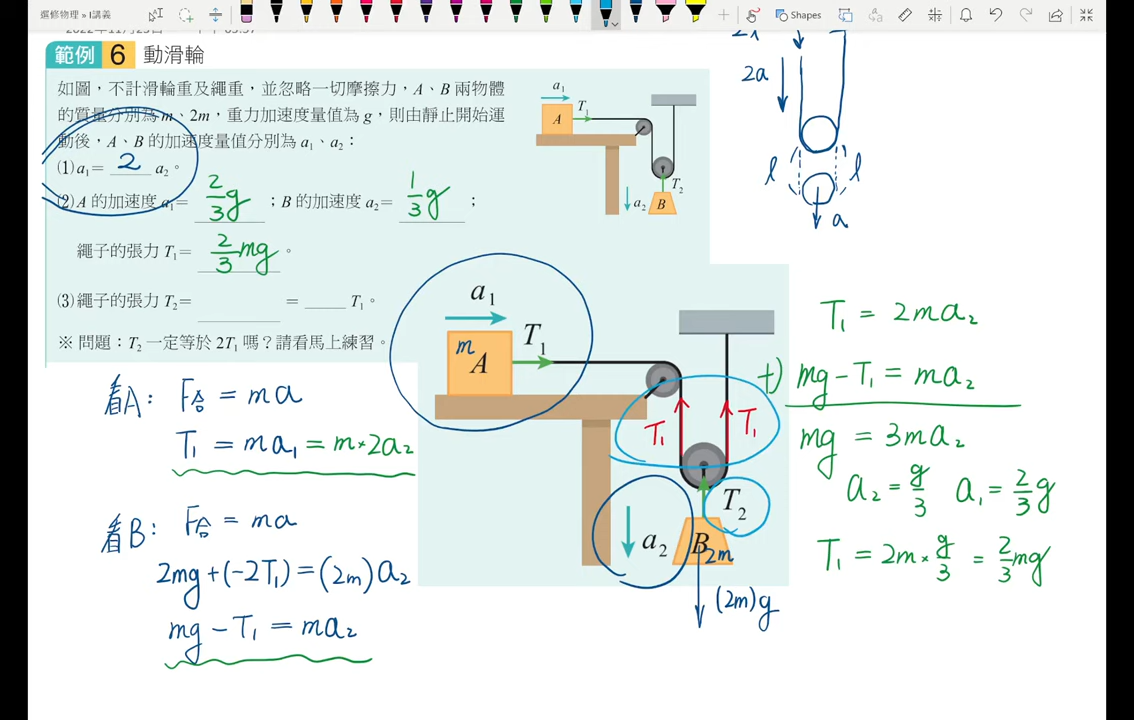 選修物理 »1講義
Shapes
範例 6 動滑輪
如圖，不計滑輪重及繩重，並忽略一切摩擦力，A、B 兩物體
的質量分別為 m、2m，重力加速度量值為 g，則由靜止開始運
動後，A、B 的加速度量值分別為 a₁、a₂：
(1) a₁= 2 a₂。
(2) A 的加速度 a₁= 2/3 g ；B 的加速度 a₂= 1/3 g ；
繩子的張力 T₁= 2/3 mg 。
(3) 繩子的張力 T₂= = T₁。
※ 問題：T₂ 一定等於 2T₁ 嗎？請看馬上練習。
a₁
A
T₁
T₂
a₂
B
2a
l
l
a
a₁
m
A
T₁
T₁
T₁
T₂
a₂
B
2m
(2m)g
看A: F合 = ma
T₁ = ma₁ = m×2a₂
看B: F合 = ma
2mg+(-2T₁)=(2m)a₂
mg - T₁ = ma₂
T₁ = 2ma₂
+) mg - T₁ = ma₂
mg = 3ma₂
a₂ = g/3 a₁ = 2/3 g
T₁ = 2m × g/3 = 2/3 mg